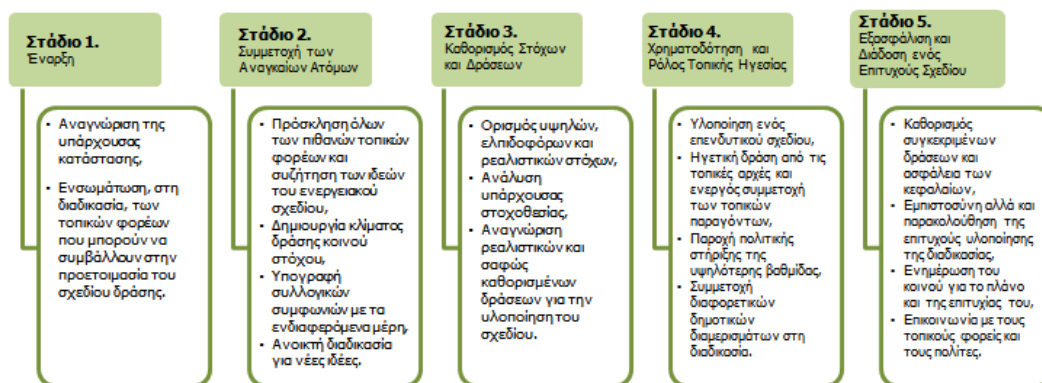 Στάδιο 1.
Έναρξη
• Αναγνώριση της
υπάρχουσας
κατάστασης,
• Ενσωμάτωση, στη
διαδικασία, των
τοπικών φορέων
που μπορούν να
συμβάλλουν στην
προετοιμασία του
σχεδίου δράσης.
Στάδιο 2.
Συμμετοχή των
Αναγκαίων Ατόμων
• Πρόσκληση όλων
των πιθανών τοπικών
φορέων και
συζήτηση των ιδεών
του ενεργειακού
σχεδίου,
• Δημιουργία κλίματος
δράσης κοινού
στόχου,
• Υπογραφή
συλλογικών
συμφωνιών με τα
ενδιαφερόμενα μέρη,
• Ανοικτή διαδικασία
για νέες ιδέες.
Στάδιο 3.
Καθορισμός Στόχων
και Δράσεων
• Ορισμός υψηλών,
ελπιδοφόρων και
ρεαλιστικών στόχων,
• Ανάλυση
υπάρχουσας
στοχοθεσίας,
• Αναγνώριση
ρεαλιστικών και
σαφώς
καθορισμένων
δράσεων για την
υλοποίηση του
σχεδίου.
Στάδιο 4.
Χρηματοδότηση και
Ρόλος Τοπικής Ηγεσίας
• Υλοποίηση ενός
επενδυτικού σχεδίου,
• Ηγετική δράση από τις
τοπικές αρχές και
ενεργός συμμετοχή
των τοπικών
παραγόντων,
• Παροχή πολιτικής
στήριξης της
υψηλότερης βαθμίδας,
• Συμμετοχή
διαφορετικών
δημοτικών
διαμερισμάτων στη
διαδικασία.
Στάδιο 5.
Εξασφάλιση και
Διάδοση ενός
Επιτυχούς Σχεδίου
• Καθορισμός
συγκεκριμένων
δράσεων και
ασφάλεια των
κεφαλαίων,
• Εμπιστοσύνη αλλά και
παρακολούθηση της
επιτυχούς υλοποίησης
της διαδικασίας,
• Ενημέρωση του
κοινού για το πλάνο
και της επιτυχίας του,
• Επικοινωνία με τους
τοπικούς φορείς και
τους πολίτες.